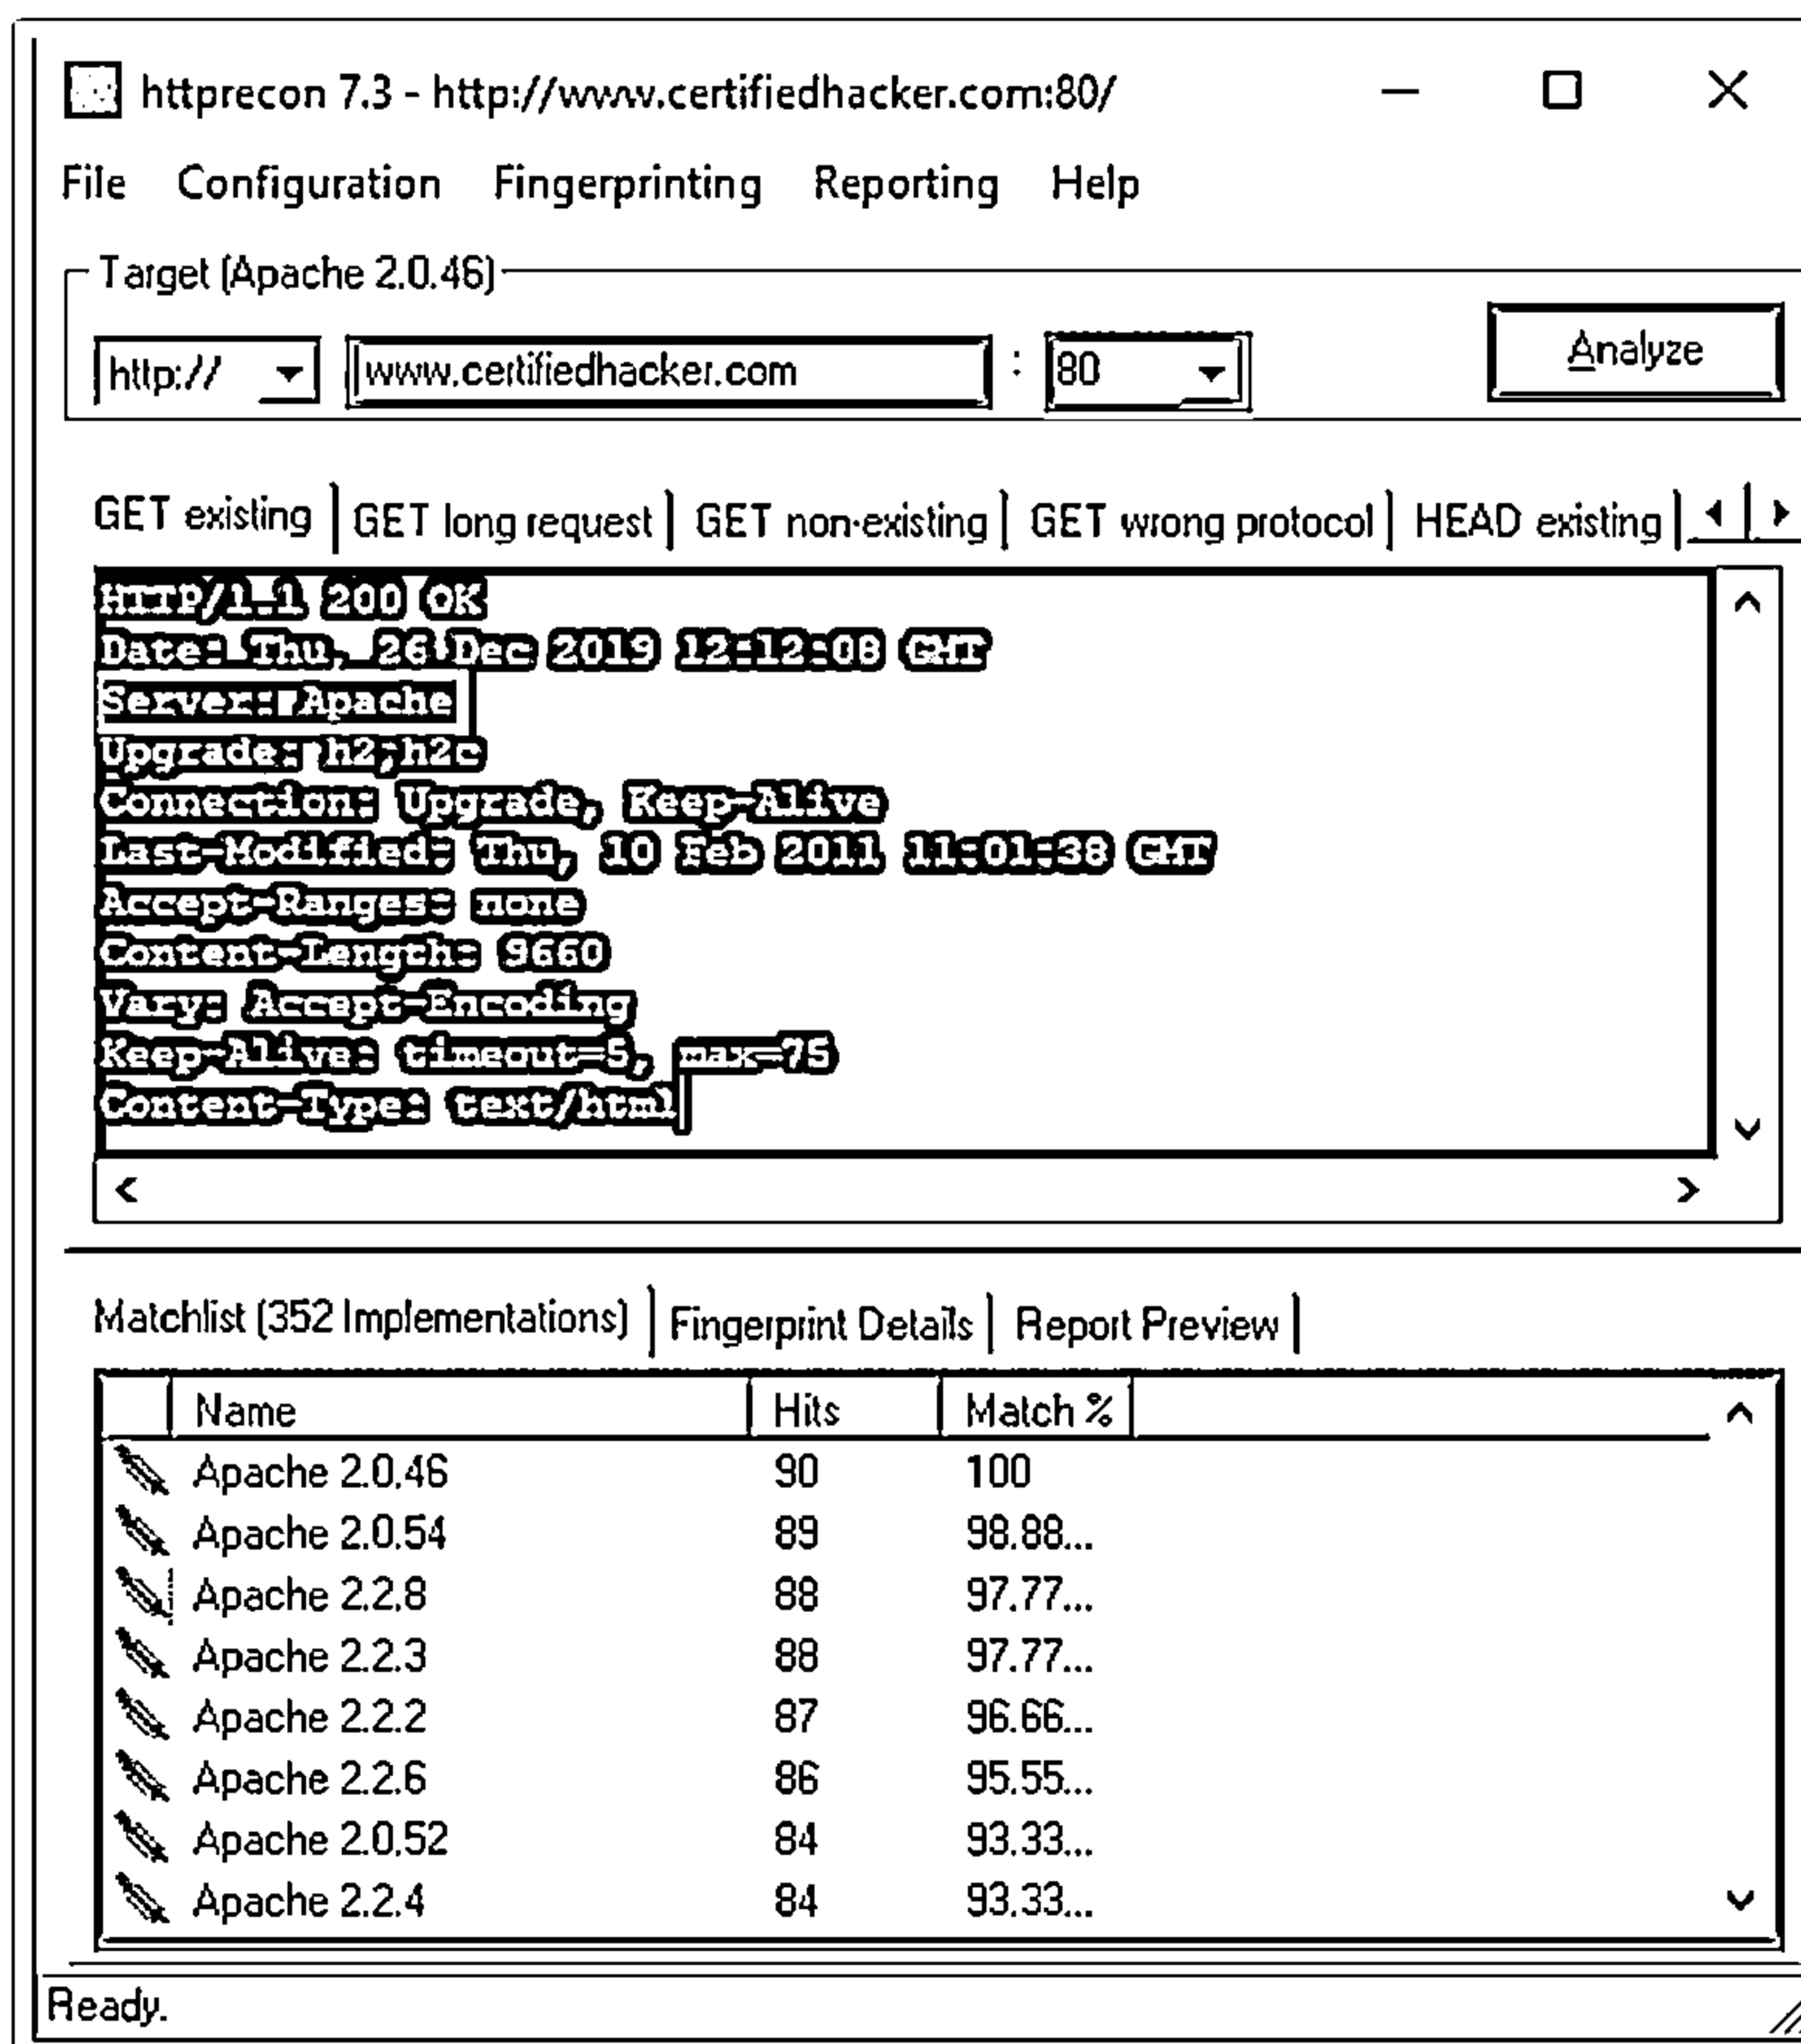 httprecon 7.3 - http://www.certifiedhacker.com:80/
File Configuration Fingerprinting Reporting Help
Target (Apache 2.0.46)
http:// www.certifiedhacker.com : 80 Analyze
GET existing GET long request GET non-existing GET wrong protocol HEAD existing
HTTP/1.1 200 OK
Date: Thu, 26 Dec 2019 12:12:08 GMT
Server: Apache
Upgrade: h2,h2c
Connection: Upgrade, Keep-Alive
Last-Modified: Thu, 10 Feb 2011 11:01:38 GMT
Accept-Ranges: none
Content-Length: 9660
Vary: Accept-Encoding
Keep-Alive: timeout=5, max=75
Content-Type: text/html
Matchlist (352 Implementations) Fingerprint Details Report Preview
Name Hits Match %
Apache 2.0.46 90 100
Apache 2.0.54 89 98.88...
Apache 2.2.8 88 97.77...
Apache 2.2.3 88 97.77...
Apache 2.2.2 87 96.66...
Apache 2.2.6 86 95.55...
Apache 2.0.52 84 93.33...
Apache 2.2.4 84 93.33...
Ready.